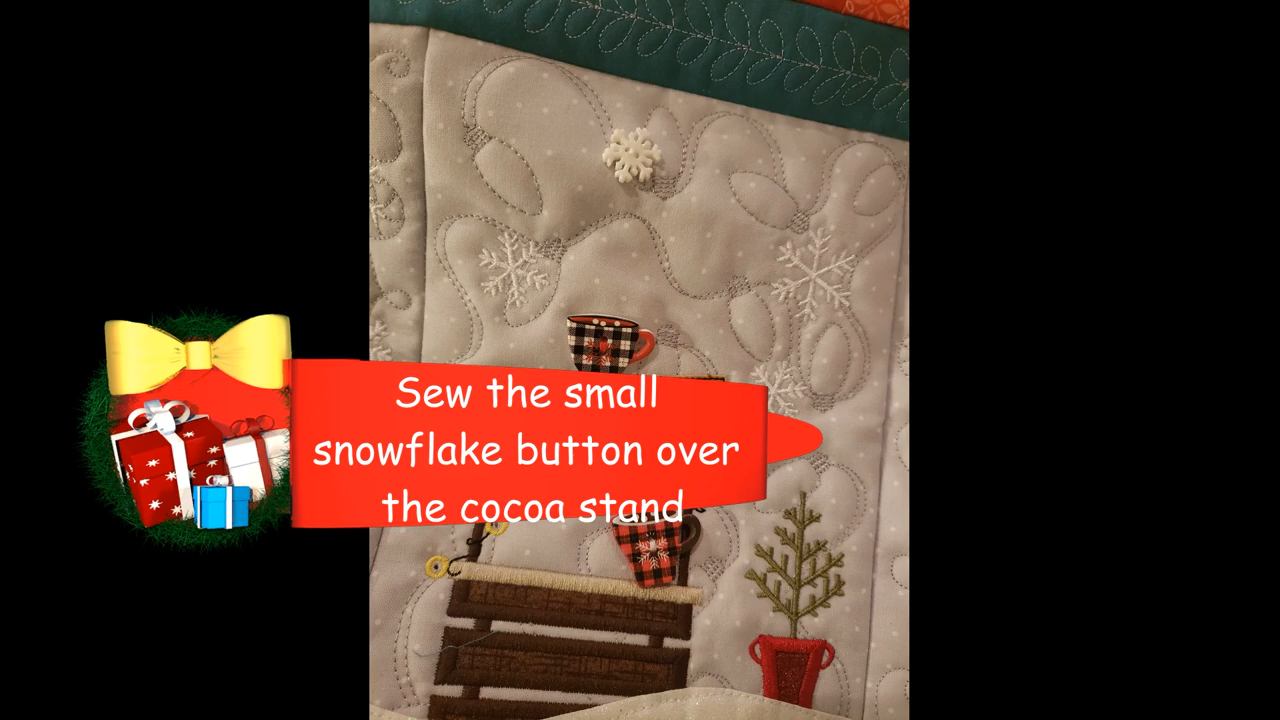 Sew the small
snowflake button over
the cocoa stand